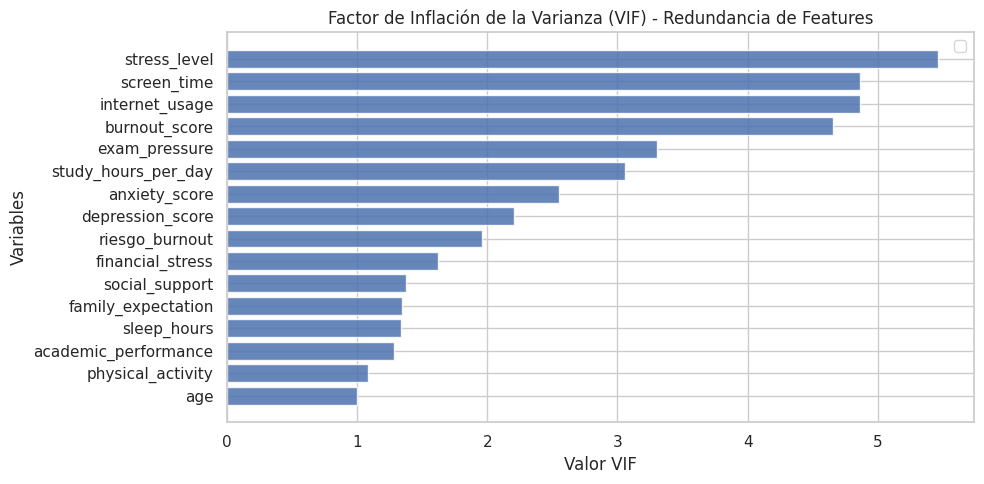 Factor de Inflación de la Varianza (VIF) - Redundancia de Features
Variables
stress_level
screen_time
internet_usage
burnout_score
exam_pressure
study_hours_per_day
anxiety_score
depression_score
riesgo_burnout
financial_stress
social_support
family_expectation
sleep_hours
academic_performance
physical_activity
age
0 1 2 3 4 5
Valor VIF